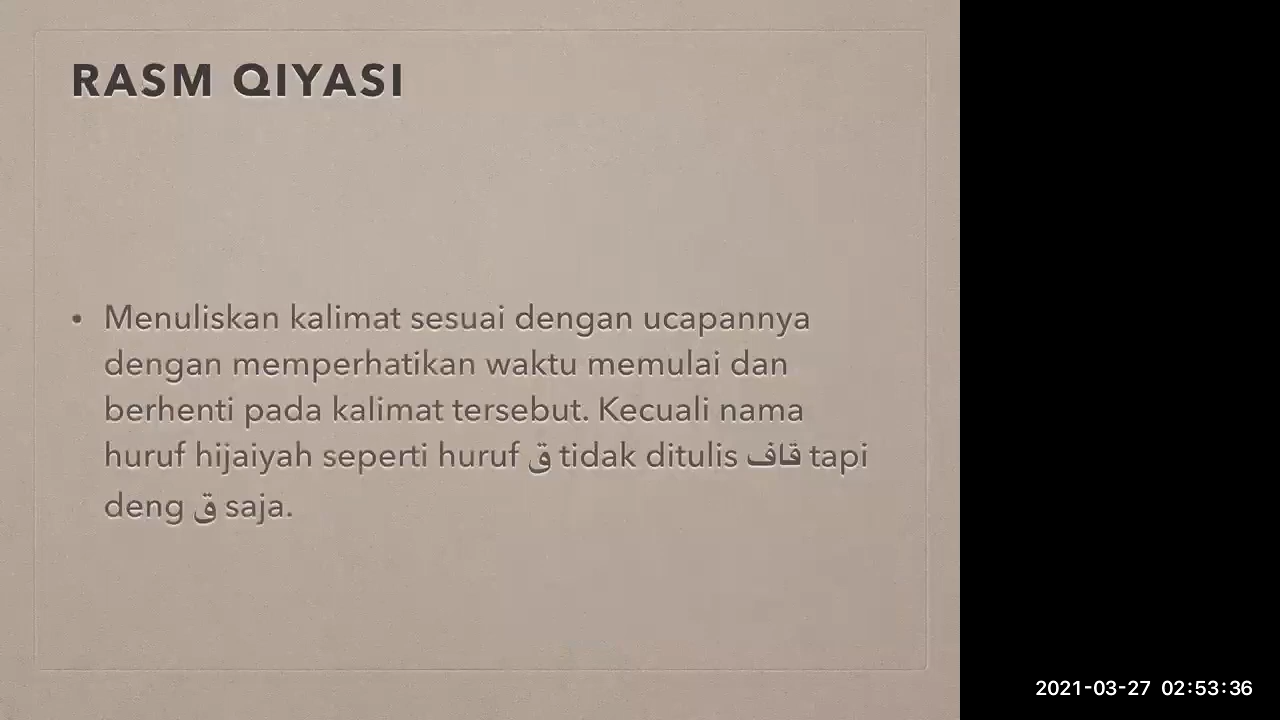 RASM QIYASI
• Menuliskan kalimat sesuai dengan ucapannya
dengan memperhatikan waktu memulai dan
berhenti pada kalimat tersebut. Kecuali nama
huruf hijaiyah seperti huruf ق tidak ditulis قاف tapi
deng ق saja.
2021-03-27 02:53:36